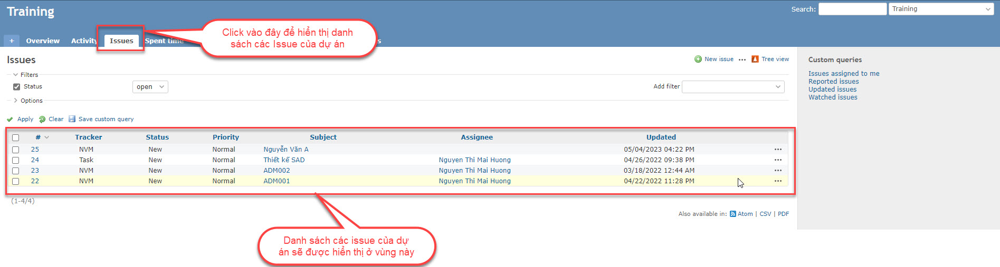 Training
Search:
Training
Click vào đây để hiển thị danh
sách các Issue của dự án
+ Overview Activity Issues Spent time
Issues
New issue ••• Tree view
Filters
Status open Add filter
Options
Apply Clear Save custom query
# Tracker Status Priority Subject Assignee Updated
25 NVM New Normal Nguyễn Văn A 05/04/2023 04:22 PM •••
24 Task New Normal Thiết kế SAD Nguyen Thi Mai Huong 04/26/2022 09:38 PM •••
23 NVM New Normal ADM002 Nguyen Thi Mai Huong 03/18/2022 12:44 AM •••
22 NVM New Normal ADM001 Nguyen Thi Mai Huong 04/22/2022 11:28 PM •••
(1-4/4)
Also available in: Atom | CSV | PDF
Danh sách các issue của dự
án sẽ được hiển thị ở vùng này
Custom queries
Issues assigned to me
Reported issues
Updated issues
Watched issues